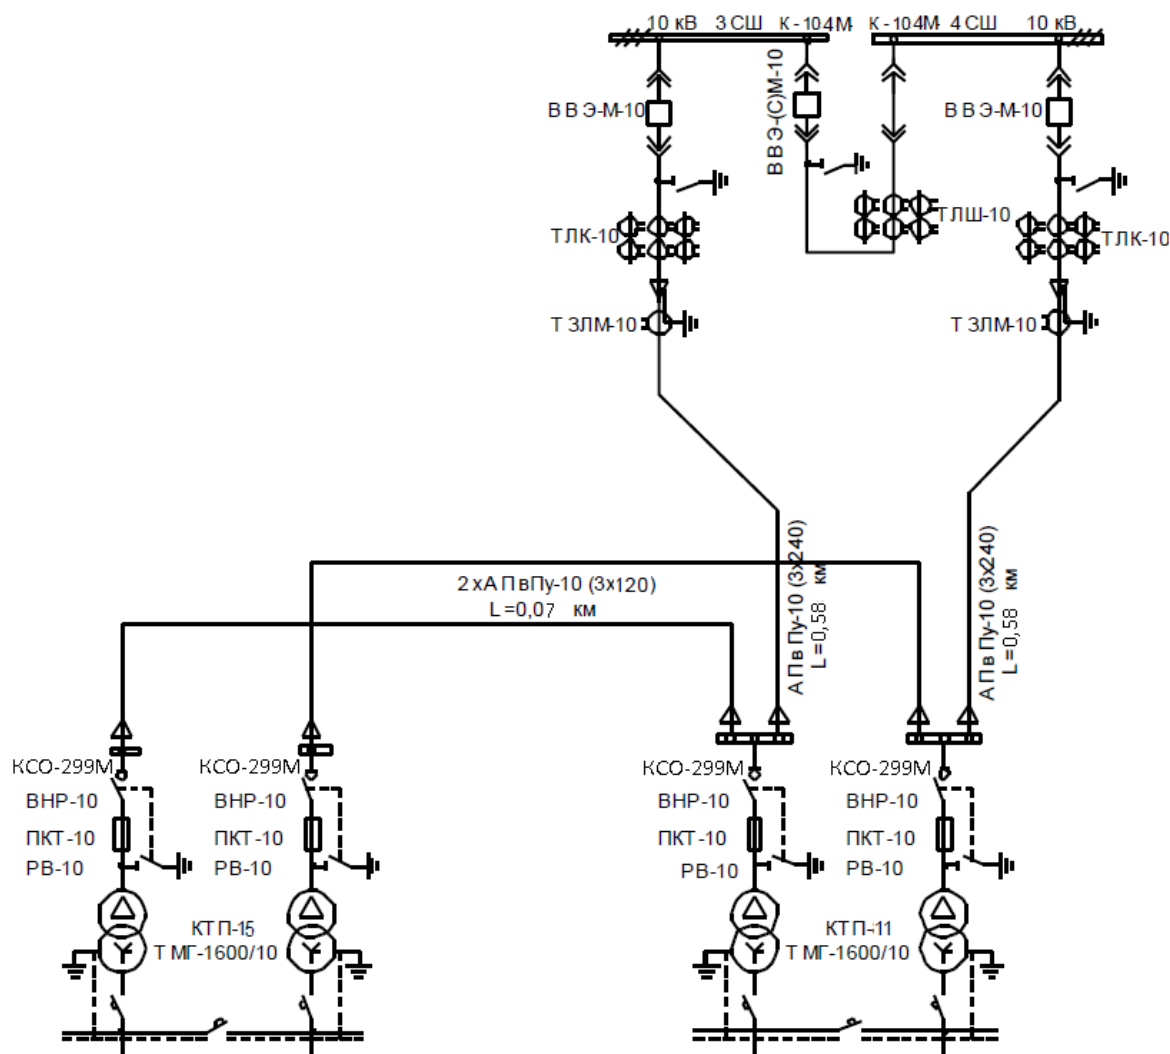 10 кВ 3 СШ К-104М К-104М 4 СШ 10 кВ
ВВЭ-М-10
ВВЭ-(С)М-10
ВВЭ-М-10
ТЛК-10
ТЛШ-10
ТЛК-10
ТЗЛМ-10
ТЗЛМ-10
АПвПу-10 (3х240)
L=0,58 км
АПвПу-10 (3х240)
L=0,58 км
2хАПвПу-10 (3х120)
L=0,07 км
КСО-299М КСО-299М КСО-299М КСО-299М
ВНР-10 ВНР-10 ВНР-10 ВНР-10
ПКТ-10 ПКТ-10 ПКТ-10 ПКТ-10
РВ-10 РВ-10 РВ-10 РВ-10
КТП-15 КТП-11
ТМГ-1600/10 ТМГ-1600/10